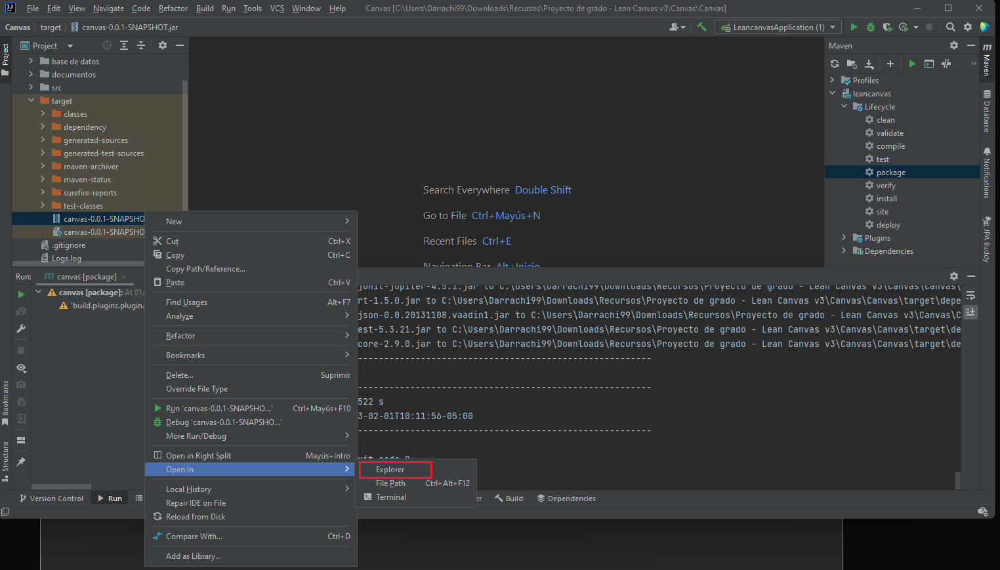 File Edit View Navigate Code Refactor Build Run Tools VCS Window Help Canvas [C:\Users\Darrachi99\Downloads\Recursos\Proyecto de grado - Lean Canvas v3\Canvas\Canvas]
Canvas target canvas-0.0.1-SNAPSHOT.jar LeancanvasApplication (1)
Project
Project
base de datos
documentos
src
target
classes
dependency
generated-sources
generated-test-sources
maven-archiver
maven-status
surefire-reports
test-classes
canvas-0.0.1-SNAPSHO
canvas-0.0.1-SNAPSHO
.gitignore
Logs.log
Search Everywhere Double Shift
Go to File Ctrl+Mayús+N
Recent Files Ctrl+E
Navigation Bar Alt+Inicio
Maven
Profiles
leancanvas
Lifecycle
clean
validate
compile
test
package
verify
install
site
deploy
Plugins
Dependencies
Maven
Database
Notifications
JPA Buddy
Run: canvas [package]
canvas [package]: At 01/
'build.plugins.plugin.
Bookmarks
Structure
New
Cut Ctrl+X
Copy Ctrl+C
Copy Path/Reference...
Paste Ctrl+V
Find Usages Alt+F7
Analyze
Refactor
Bookmarks
Delete... Suprimir
Override File Type
Run 'canvas-0.0.1-SNAPSHO...' Ctrl+Mayús+F10
Debug 'canvas-0.0.1-SNAPSHO...'
More Run/Debug
Open in Right Split Mayús+Intro
Open In
Local History
Repair IDE on File
Reload from Disk
Compare With... Ctrl+D
Add as Library...
Explorer
File Path Ctrl+Alt+F12
Terminal
junit-jupiter-4.5.1.jar to C:\Users\Darrachi99\Downloads\Recursos\Proyecto de grado - Lean Canvas v3\Canvas\Canvas\
rt-1.5.0.jar to C:\Users\Darrachi99\Downloads\Recursos\Proyecto de grado - Lean Canvas v3\Canvas\Canvas\target\depe
json-0.0.20131108.vaadin1.jar to C:\Users\Darrachi99\Downloads\Recursos\Proyecto de grado - Lean Canvas v3\Canvas\C
est-5.3.21.jar to C:\Users\Darrachi99\Downloads\Recursos\Proyecto de grado - Lean Canvas v3\Canvas\Canvas\target\de
core-2.9.0.jar to C:\Users\Darrachi99\Downloads\Recursos\Proyecto de grado - Lean Canvas v3\Canvas\Canvas\target\de
------------------------------------------------------
------------------------------------------------------
522 s
3-02-01T10:11:56-05:00
------------------------------------------------------
xit code 0
Version Control Run er Build Dependencies